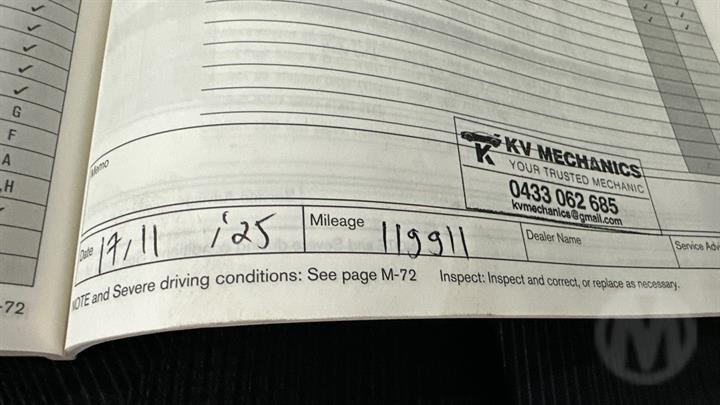 G
F
A
,H
-72
Memo
KV MECHANICS
YOUR TRUSTED MECHANIC
0433 062 685
kvmechanics@gmail.com
Date 17/11 '25
Mileage 119911
Dealer Name
Service Advi
NOTE and Severe driving conditions: See page M-72 Inspect: Inspect and correct, or replace as necessary.
M